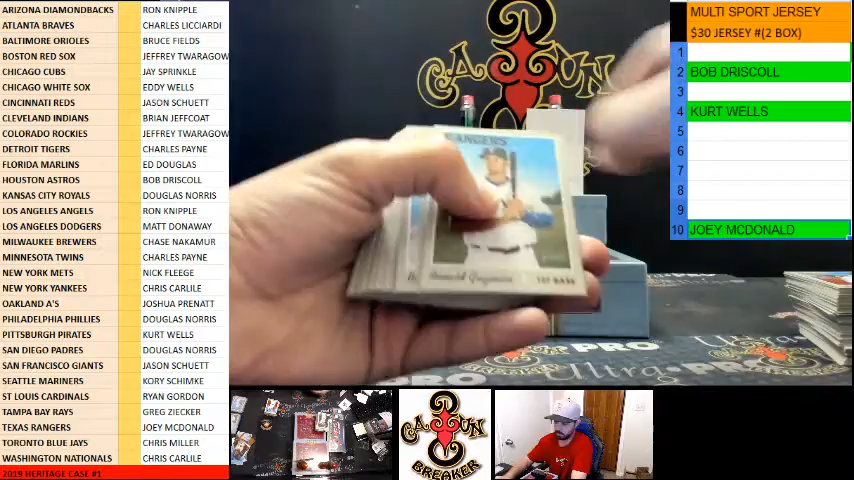 ARIZONA DIAMONDBACKS RON KNIPPLE
ATLANTA BRAVES CHARLES LICCIARDI
BALTIMORE ORIOLES BRUCE FIELDS
BOSTON RED SOX JEFFREY TWARAGOW
CHICAGO CUBS JAY SPRINKLE
CHICAGO WHITE SOX EDDY WELLS
CINCINNATI REDS JASON SCHUETT
CLEVELAND INDIANS BRIAN JEFFCOAT
COLORADO ROCKIES JEFFREY TWARAGOW
DETROIT TIGERS CHARLES PAYNE
FLORIDA MARLINS ED DOUGLAS
HOUSTON ASTROS BOB DRISCOLL
KANSAS CITY ROYALS DOUGLAS NORRIS
LOS ANGELES ANGELS RON KNIPPLE
LOS ANGELES DODGERS MATT DONAWAY
MILWAUKEE BREWERS CHASE NAKAMUR
MINNESOTA TWINS CHARLES PAYNE
NEW YORK METS NICK FLEEGE
NEW YORK YANKEES CHRIS CARLILE
OAKLAND A'S JOSHUA PRENATT
PHILADELPHIA PHILLIES DOUGLAS NORRIS
PITTSBURGH PIRATES KURT WELLS
SAN DIEGO PADRES DOUGLAS NORRIS
SAN FRANCISCO GIANTS JASON SCHUETT
SEATTLE MARINERS KORY SCHIMKE
ST LOUIS CARDINALS RYAN GORDON
TAMPA BAY RAYS GREG ZIECKER
TEXAS RANGERS JOEY MCDONALD
TORONTO BLUE JAYS CHRIS MILLER
WASHINGTON NATIONALS CHRIS CARLILE
2019 HERITAGE CASE #1
MULTI SPORT JERSEY
$30 JERSEY #(2 BOX)
1
2 BOB DRISCOLL
3
4 KURT WELLS
5
6
7
8
9
10 JOEY MCDONALD
CAJUN
ANGERS
1ST BASE
PRO
Ultra-PRO
CAJUN
BREAKER